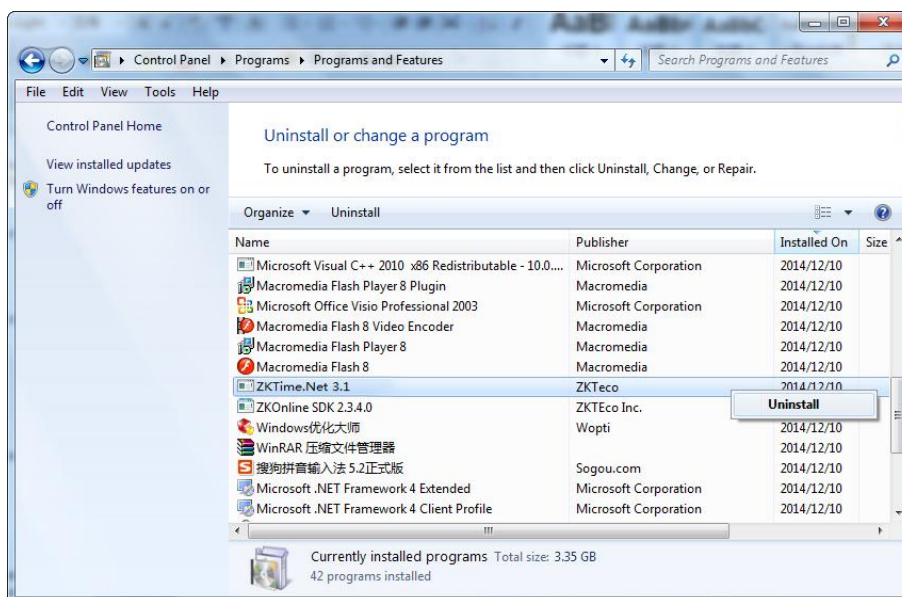 AaB AaBb AaBbC
Control Panel Programs Programs and Features
Search Programs and Features
File Edit View Tools Help
Control Panel Home
View installed updates
Turn Windows features on or
off
Uninstall or change a program
To uninstall a program, select it from the list and then click Uninstall, Change, or Repair.
Organize Uninstall
Name Publisher Installed On Size
Microsoft Visual C++ 2010 x86 Redistributable - 10.0.... Microsoft Corporation 2014/12/10
Macromedia Flash Player 8 Plugin Macromedia 2014/12/10
Microsoft Office Visio Professional 2003 Microsoft Corporation 2014/12/10
Macromedia Flash 8 Video Encoder Macromedia 2014/12/10
Macromedia Flash Player 8 Macromedia 2014/12/10
Macromedia Flash 8 Macromedia 2014/12/10
ZKTime.Net 3.1 ZKTeco 2014/12/10
ZKOnline SDK 2.3.4.0 ZKTEco Inc.
Uninstall
Windows优化大师 Wopti 2014/12/10
WinRAR 压缩文件管理器 2014/12/10
搜狗拼音输入法 5.2正式版 Sogou.com 2014/12/10
Microsoft .NET Framework 4 Extended Microsoft Corporation 2014/12/10
Microsoft .NET Framework 4 Client Profile Microsoft Corporation 2014/12/10
Currently installed programs Total size: 3.35 GB
42 programs installed